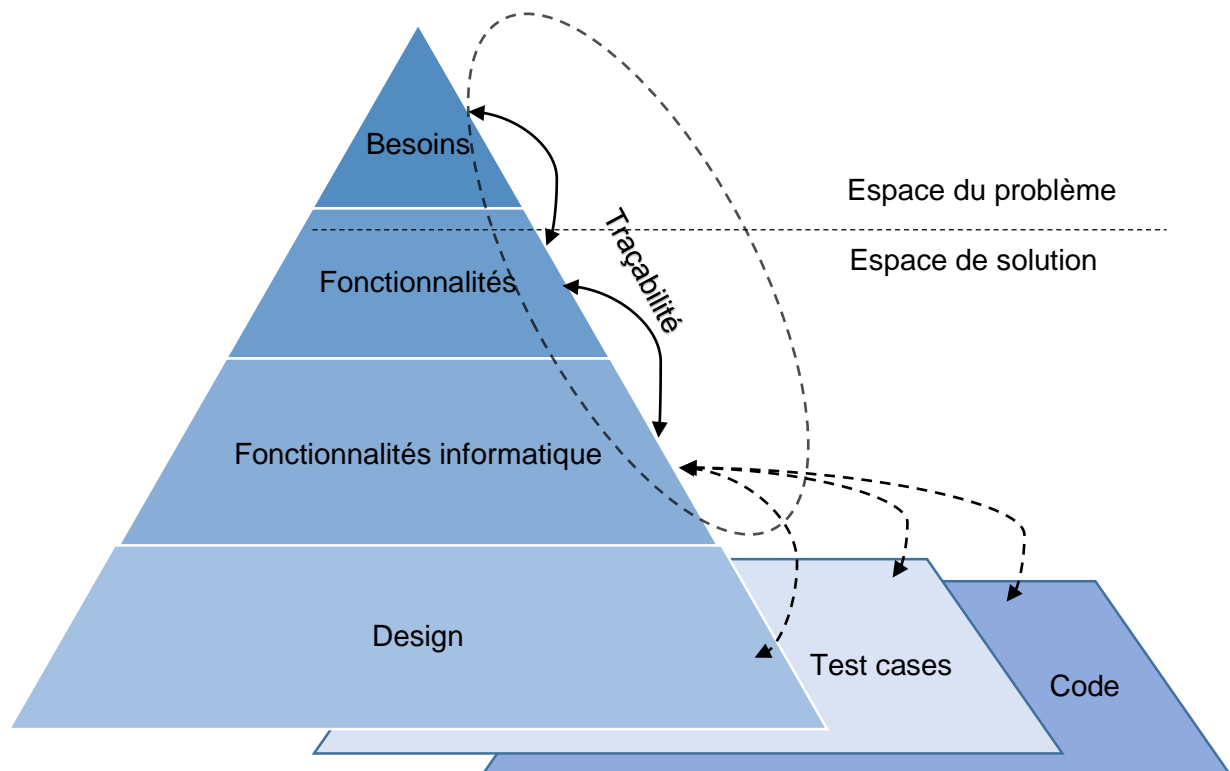 Besoins
Espace du problème
Traçabilité
Espace de solution
Fonctionnalités
Fonctionnalités informatique
Design
Test cases
Code